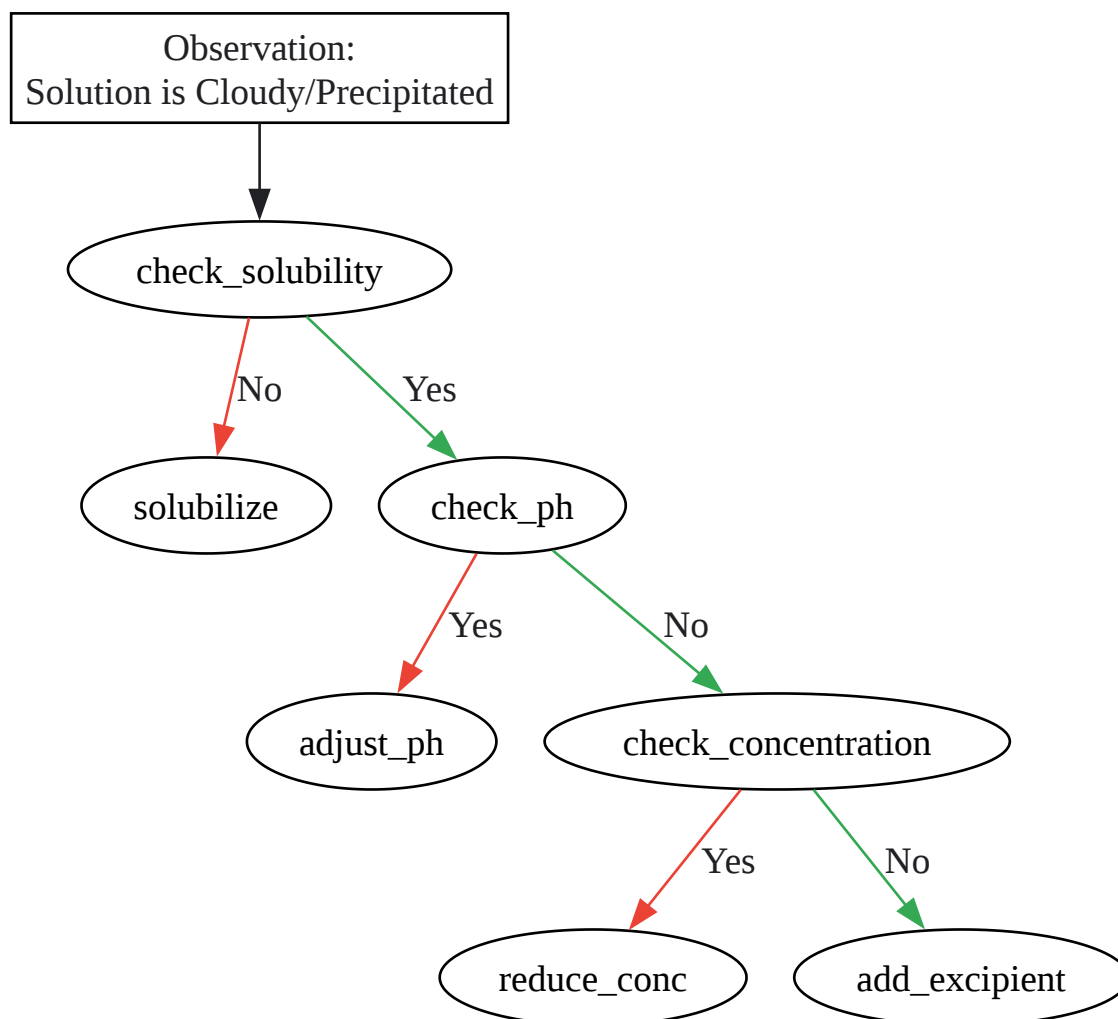 Observation:
Solution is Cloudy/Precipitated
check_solubility
No
Yes
solubilize
check_ph
Yes
No
adjust_ph
check_concentration
Yes
No
reduce_conc
add_excipient